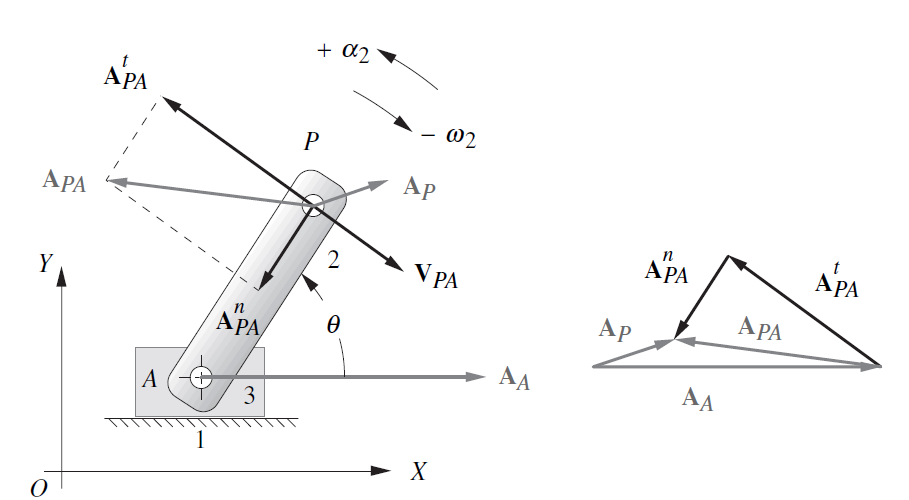 + α₂
A^t_PA
− ω₂
P
A_PA
A_P
Y
2
V_PA
A^n_PA
θ
A
3
A_A
1
X
O
A^n_PA
A^t_PA
A_P
A_PA
A_A